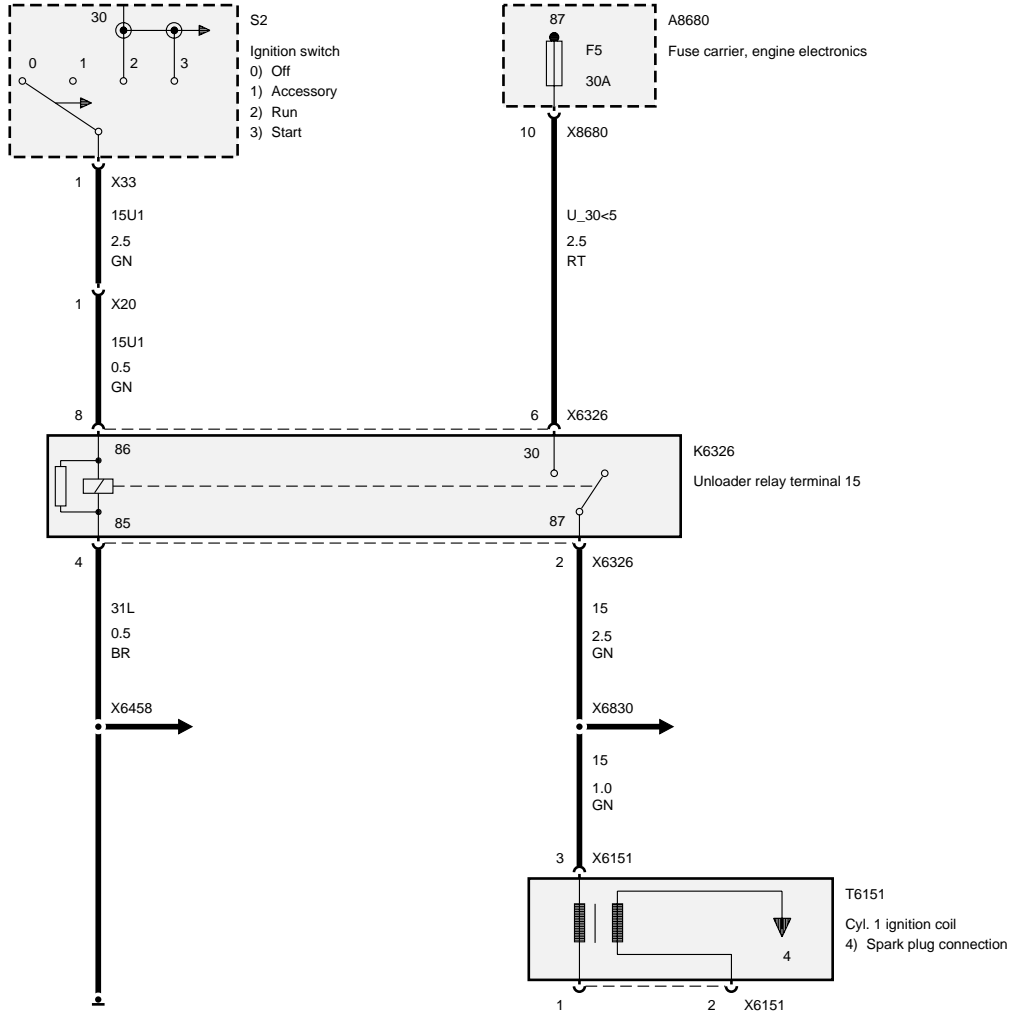 30
S2
Ignition switch
0) Off
1) Accessory
2) Run
3) Start
0
1
2
3
87
F5
30A
A8680
Fuse carrier, engine electronics
1 X33
15U1
2.5
GN
10 X8680
U_30<5
2.5
RT
1 X20
15U1
0.5
GN
8
6 X6326
86
30
85
87
K6326
Unloader relay terminal 15
4
2 X6326
31L
0.5
BR
15
2.5
GN
X6458
X6830
15
1.0
GN
3 X6151
T6151
Cyl. 1 ignition coil
4) Spark plug connection
4
1
2 X6151